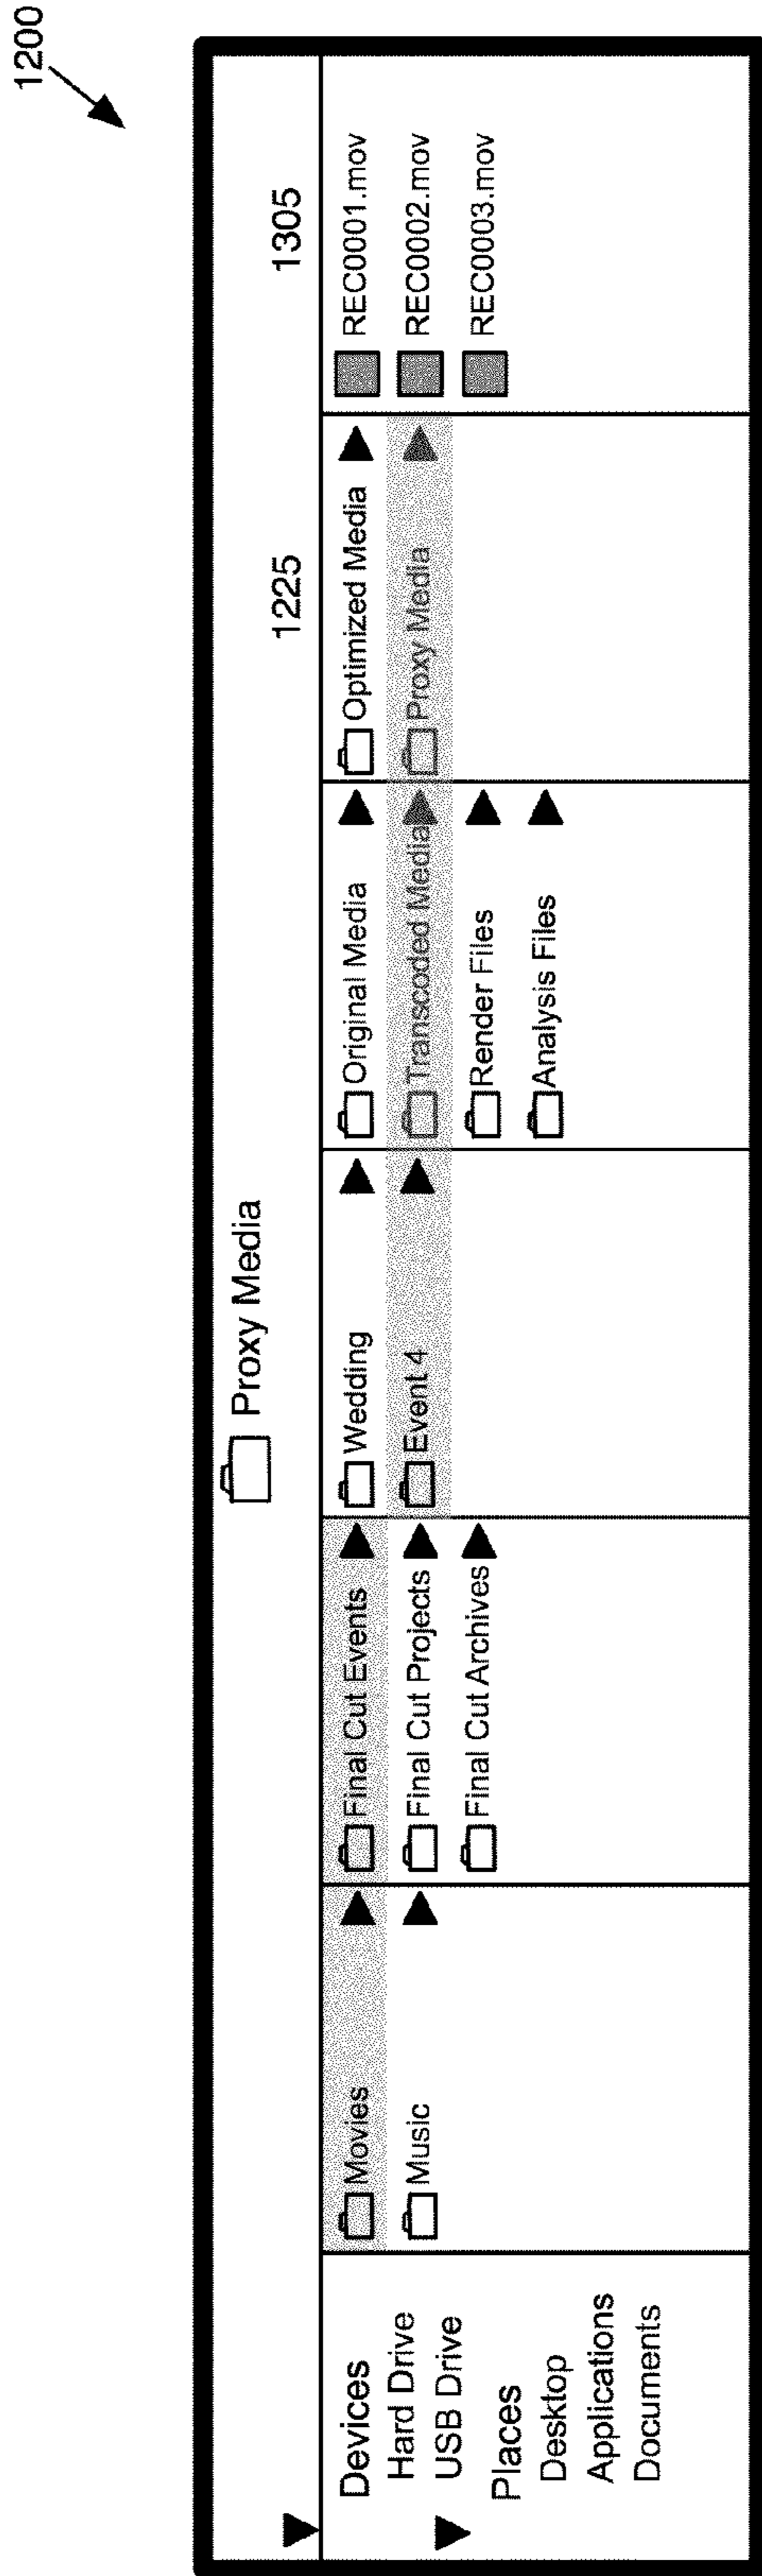 1200
Proxy Media
1225
1305
Devices
Hard Drive
USB Drive
Places
Desktop
Applications
Documents
Movies
Music
Final Cut Events
Final Cut Projects
Final Cut Archives
Wedding
Event 4
Original Media
Transcoded Media
Render Files
Analysis Files
Optimized Media
Proxy Media
REC0001.mov
REC0002.mov
REC0003.mov